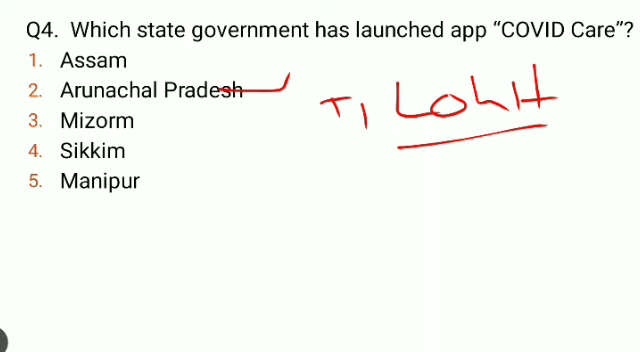 Q4. Which state government has launched app “COVID Care”?
1. Assam
2. Arunachal Pradesh
3. Mizorm
4. Sikkim
5. Manipur
T, LohH